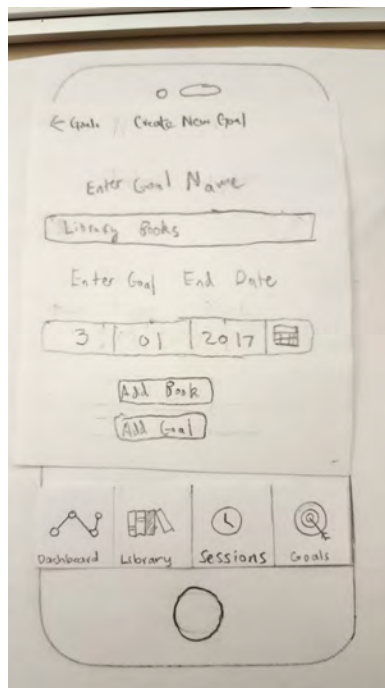 ← Goals / Create New Goal
Enter Goal Name
Library Books
Enter Goal End Date
3 01 2017
Add Book
Add Goal
Dashboard Library Sessions Goals